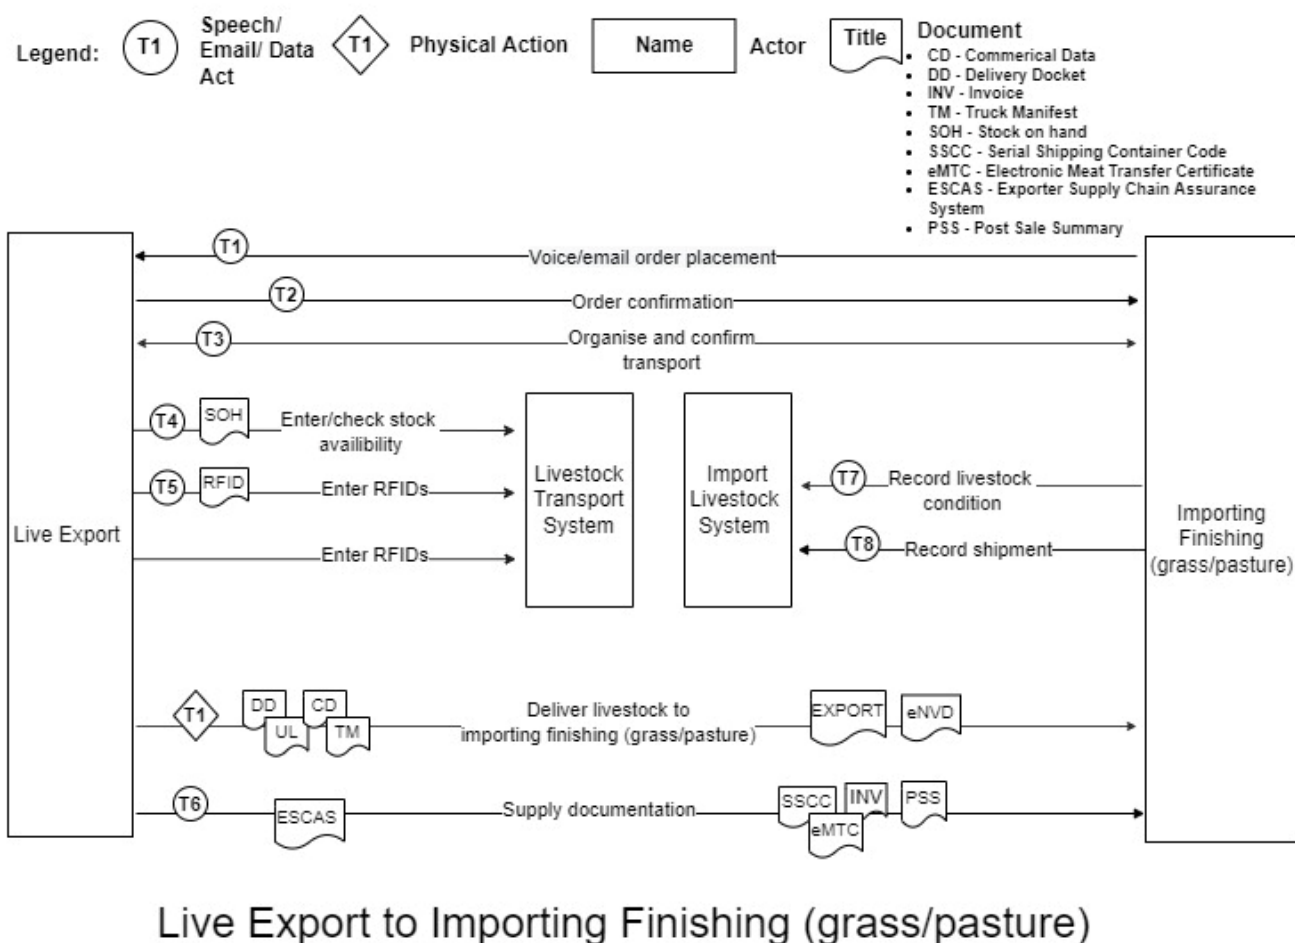 Legend:
T1
Speech/
Email/ Data
Act
T1
Physical Action
Name
Actor
Title
Document
• CD - Commerical Data
• DD - Delivery Docket
• INV - Invoice
• TM - Truck Manifest
• SOH - Stock on hand
• SSCC - Serial Shipping Container Code
• eMTC - Electronic Meat Transfer Certificate
• ESCAS - Exporter Supply Chain Assurance
System
• PSS - Post Sale Summary
T1
Voice/email order placement
T2
Order confirmation
T3
Organise and confirm
transport
T4
SOH
Enter/check stock
availibility
T5
RFID
Enter RFIDs
Enter RFIDs
Live Export
Livestock
Transport
System
Import
Livestock
System
T7
Record livestock
condition
T8
Record shipment
Importing
Finishing
(grass/pasture)
T1
DD
CD
UL
TM
Deliver livestock to
importing finishing (grass/pasture)
EXPORT
eNVD
T6
ESCAS
Supply documentation
SSCC
INV
PSS
eMTC
Live Export to Importing Finishing (grass/pasture)